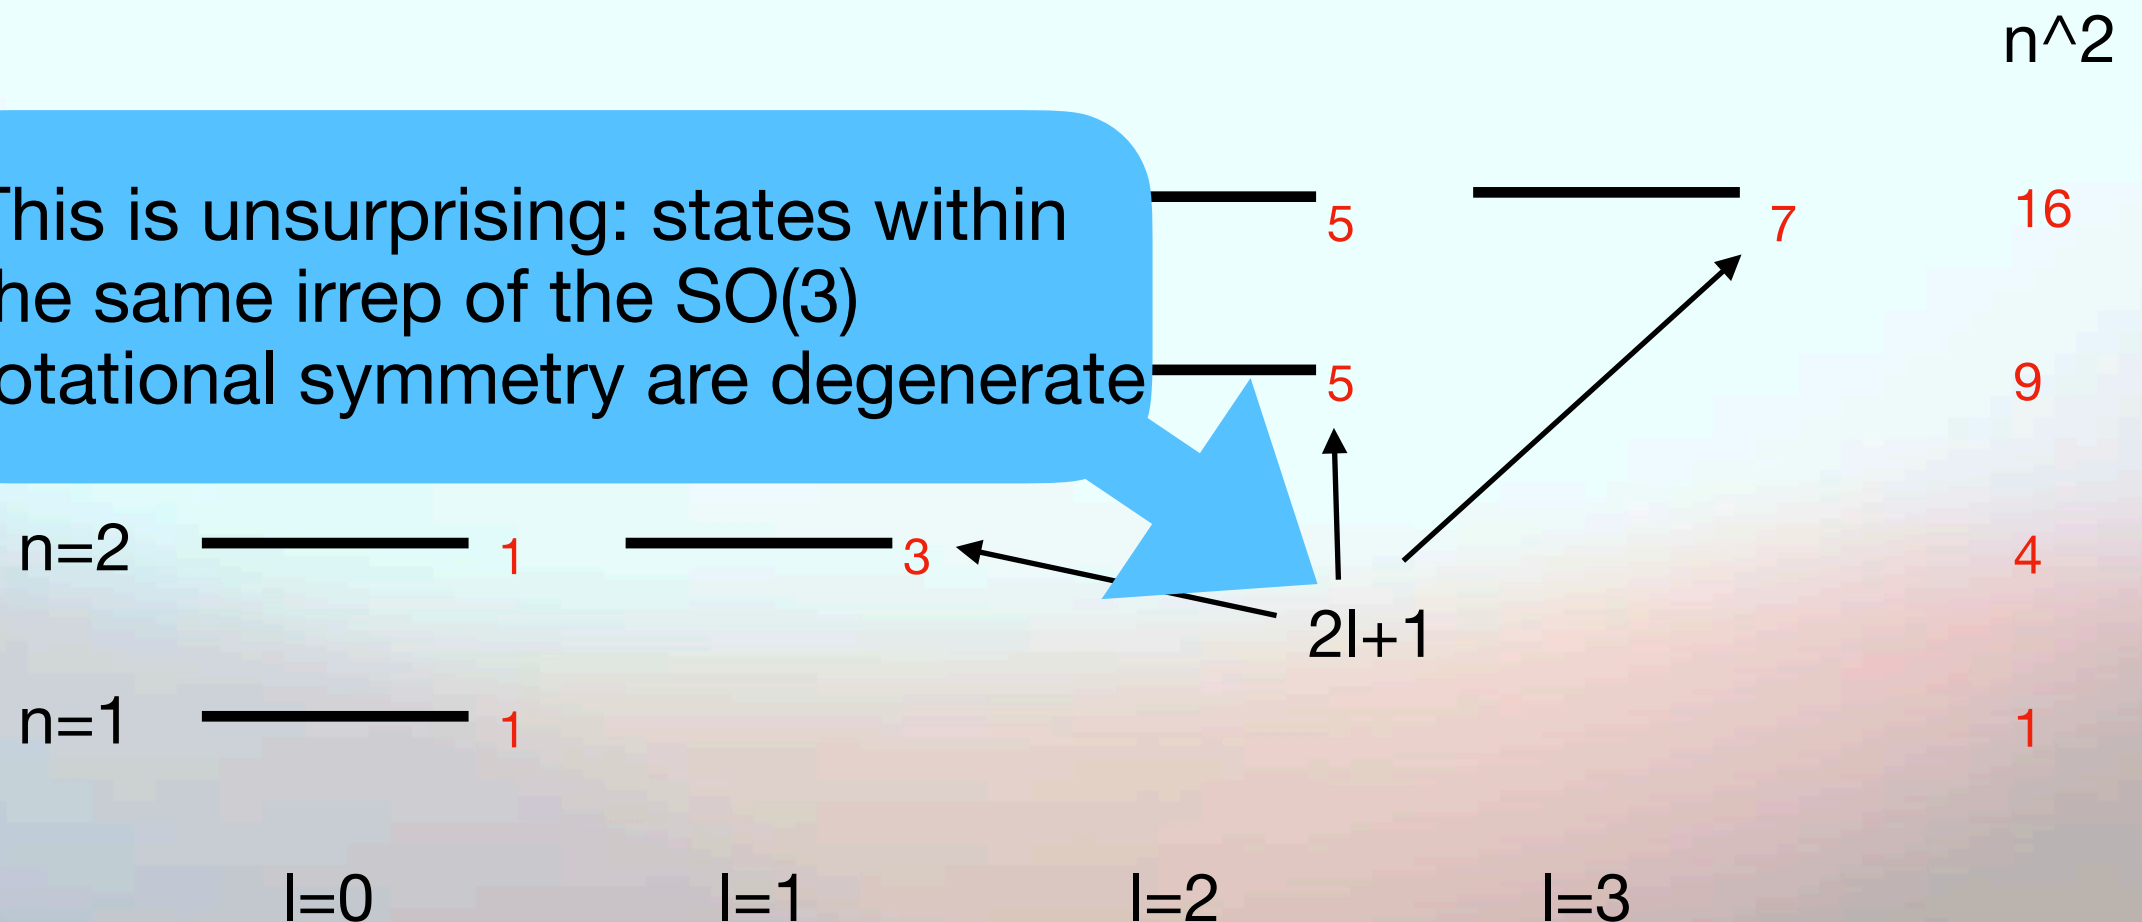 n^2
This is unsurprising: states within
he same irrep of the SO(3)
otational symmetry are degenerate
5 7 16
5 9
n=2 1 3 4
2l+1
n=1 1 1
l=0 l=1 l=2 l=3